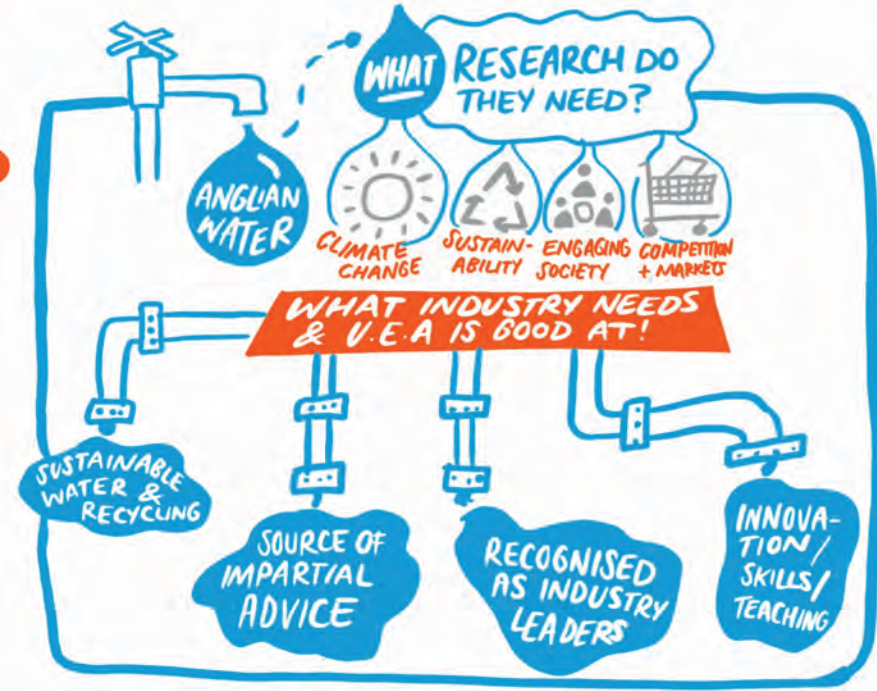 WHAT
RESEARCH DO
THEY NEED?
ANGLIAN
WATER
CLIMATE
CHANGE
SUSTAIN-
ABILITY
ENGAGING
SOCIETY
COMPETITION
+ MARKETS
WHAT INDUSTRY NEEDS
& U.E.A IS GOOD AT!
SUSTAINABLE
WATER &
RECYCLING
SOURCE OF
IMPARTIAL
ADVICE
RECOGNISED
AS INDUSTRY
LEADERS
INNOVA-
TION /
SKILLS /
TEACHING